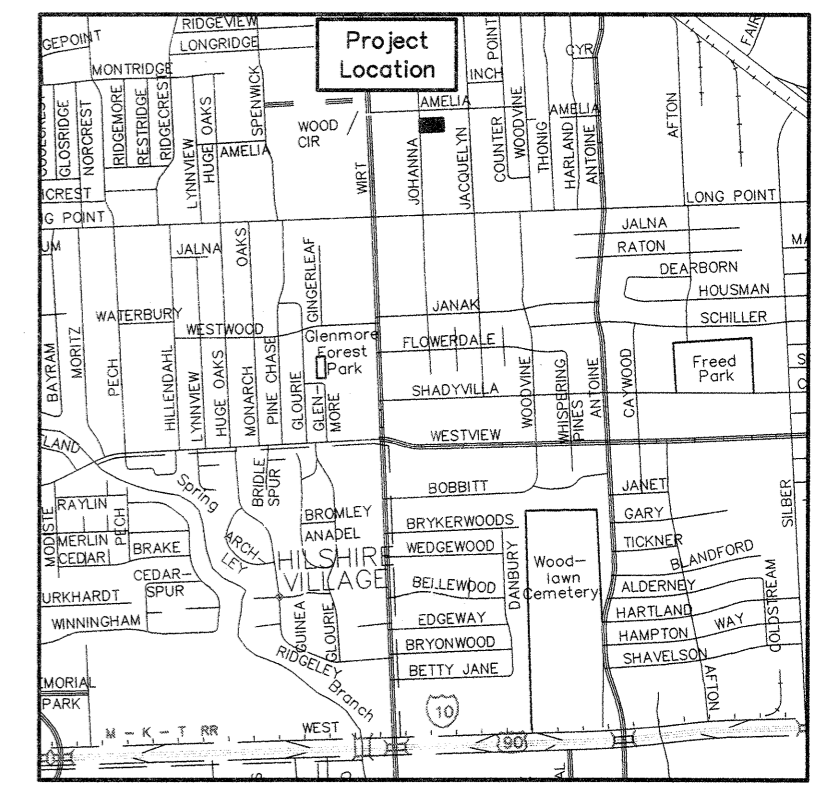 RIDGEVIEW
LONGRIDGE
GEPOINT
MONTRIDGE
Project
Location
POINT
CYR
FAIR
INCH
AMELIA
AMELIA
GLOSRIDGE
NORCREST
RIDGEMORE
RESTRIDGE
RIDGECREST
LYNNVIEW
HUGE OAKS
SPENWICK
AMELIA
WOOD
CIR
WIRT
JOHANNA
JACQUELYN
COUNTER
WOODVINE
THONIG
HARLAND
ANTOINE
AFTON
LONG POINT
HCREST
G POINT
UM
JALNA
OAKS
GINGERLEAF
JALNA
RATON
DEARBORN
HOUSMAN
SCHILLER
MA
WATERBURY
WESTWOOD
JANAK
FLOWERDALE
Glenmore
Forest
Park
SHADYVILLA
Freed
Park
S
C
BAYRAM
MORITZ
PECH
HILLENDAHL
LYNNVIEW
HUGE OAKS
MONARCH
PINE CHASE
GLOURIE
GLEN-
MORE
WOODVINE
WHISPERING
PINES
ANTOINE
CAYWOOD
LAND
WESTVIEW
Spring
BRIDLE
SPUR
BOBBITT
JANET
SILBER
RAYLIN
MODISTE
PECH
MERLIN
CEDAR
BRAKE
CEDAR-
SPUR
ARCH-
LEY
BROMLEY
ANADEL
HILSHIRE
VILLAGE
BRYKERWOODS
WEDGEWOOD
BELLEWOOD
EDGEWAY
BRYONWOOD
BETTY JANE
DANBURY
Wood-
lawn
Cemetery
GARY
TICKNER
BLANDFORD
ALDERNEY
HARTLAND
HAMPTON WAY
SHAVELSON
COLDSTREAM
AFTON
URKHARDT
WINNINGHAM
GUINEA
GLOURIE
RIDGELEY
Branch
EMORIAL
PARK
M-K-T RR
WEST
10
90